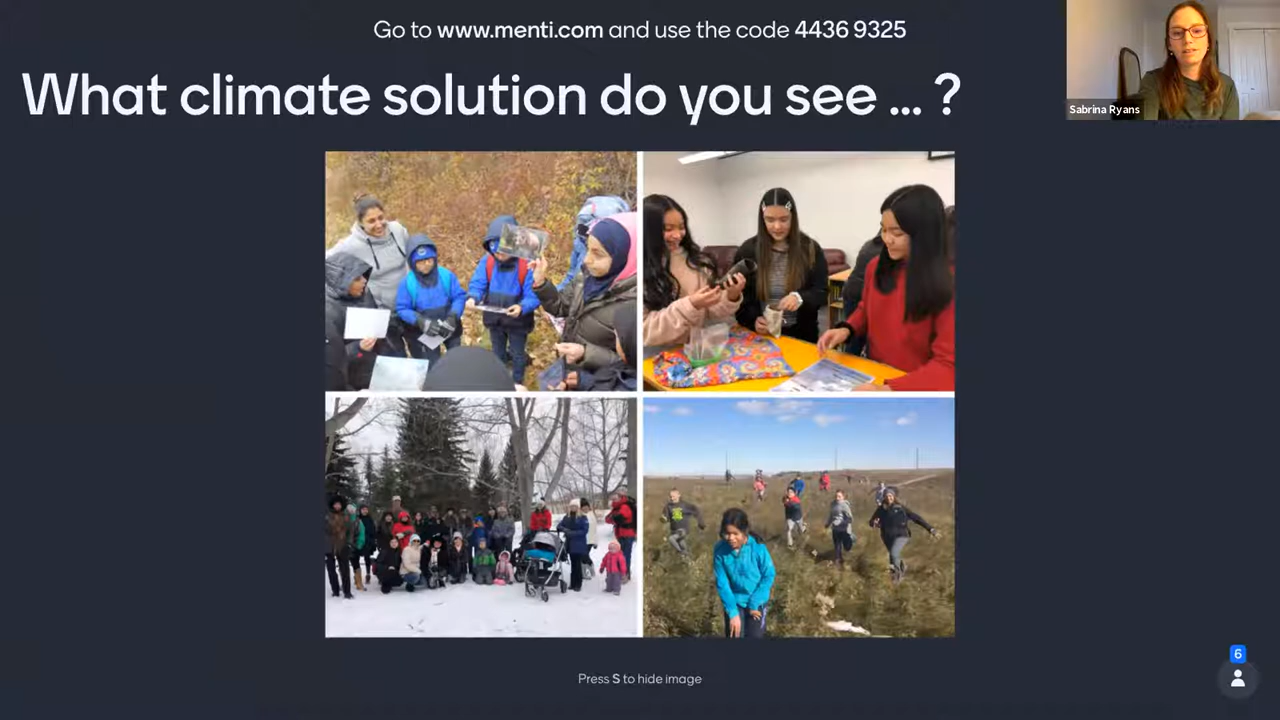 Go to www.menti.com and use the code 4436 9325
What climate solution do you see ... ?
Sabrina Ryans
Press S to hide image
6